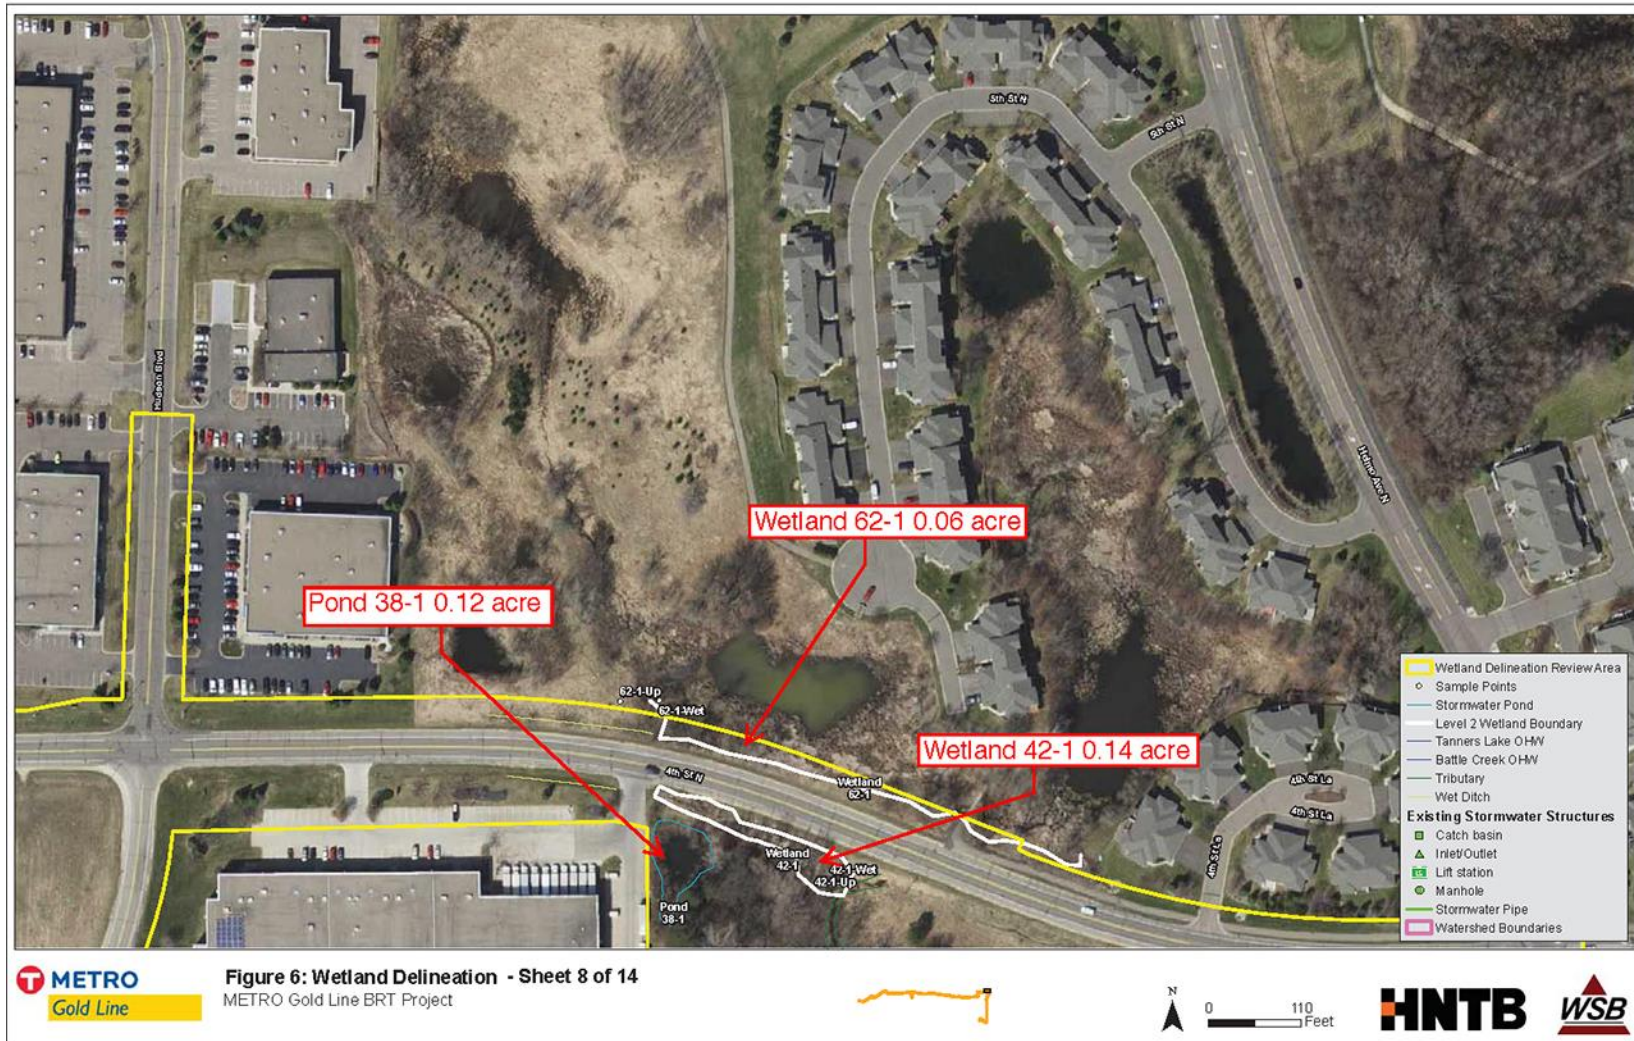 5th St N
5th St N
Hudson Blvd
Helmo Ave N
Wetland 62-1 0.06 acre
Pond 38-1 0.12 acre
62-1-Up
62-1-Wet
Wetland 42-1 0.14 acre
4th St N
Wetland
62-1
4th St La
4th St La
4th St La
Wetland
42-1
42-1-Wet
42-1-Up
Pond
38-1
Wetland Delineation Review Area
Sample Points
Stormwater Pond
Level 2 Wetland Boundary
Tanners Lake OHW
Battle Creek OHW
Tributary
Wet Ditch
Existing Stormwater Structures
Catch basin
Inlet/Outlet
Lift station
Manhole
Stormwater Pipe
Watershed Boundaries
T METRO
Gold Line
Figure 6: Wetland Delineation - Sheet 8 of 14
METRO Gold Line BRT Project
N
0 110
Feet
HNTB
WSB